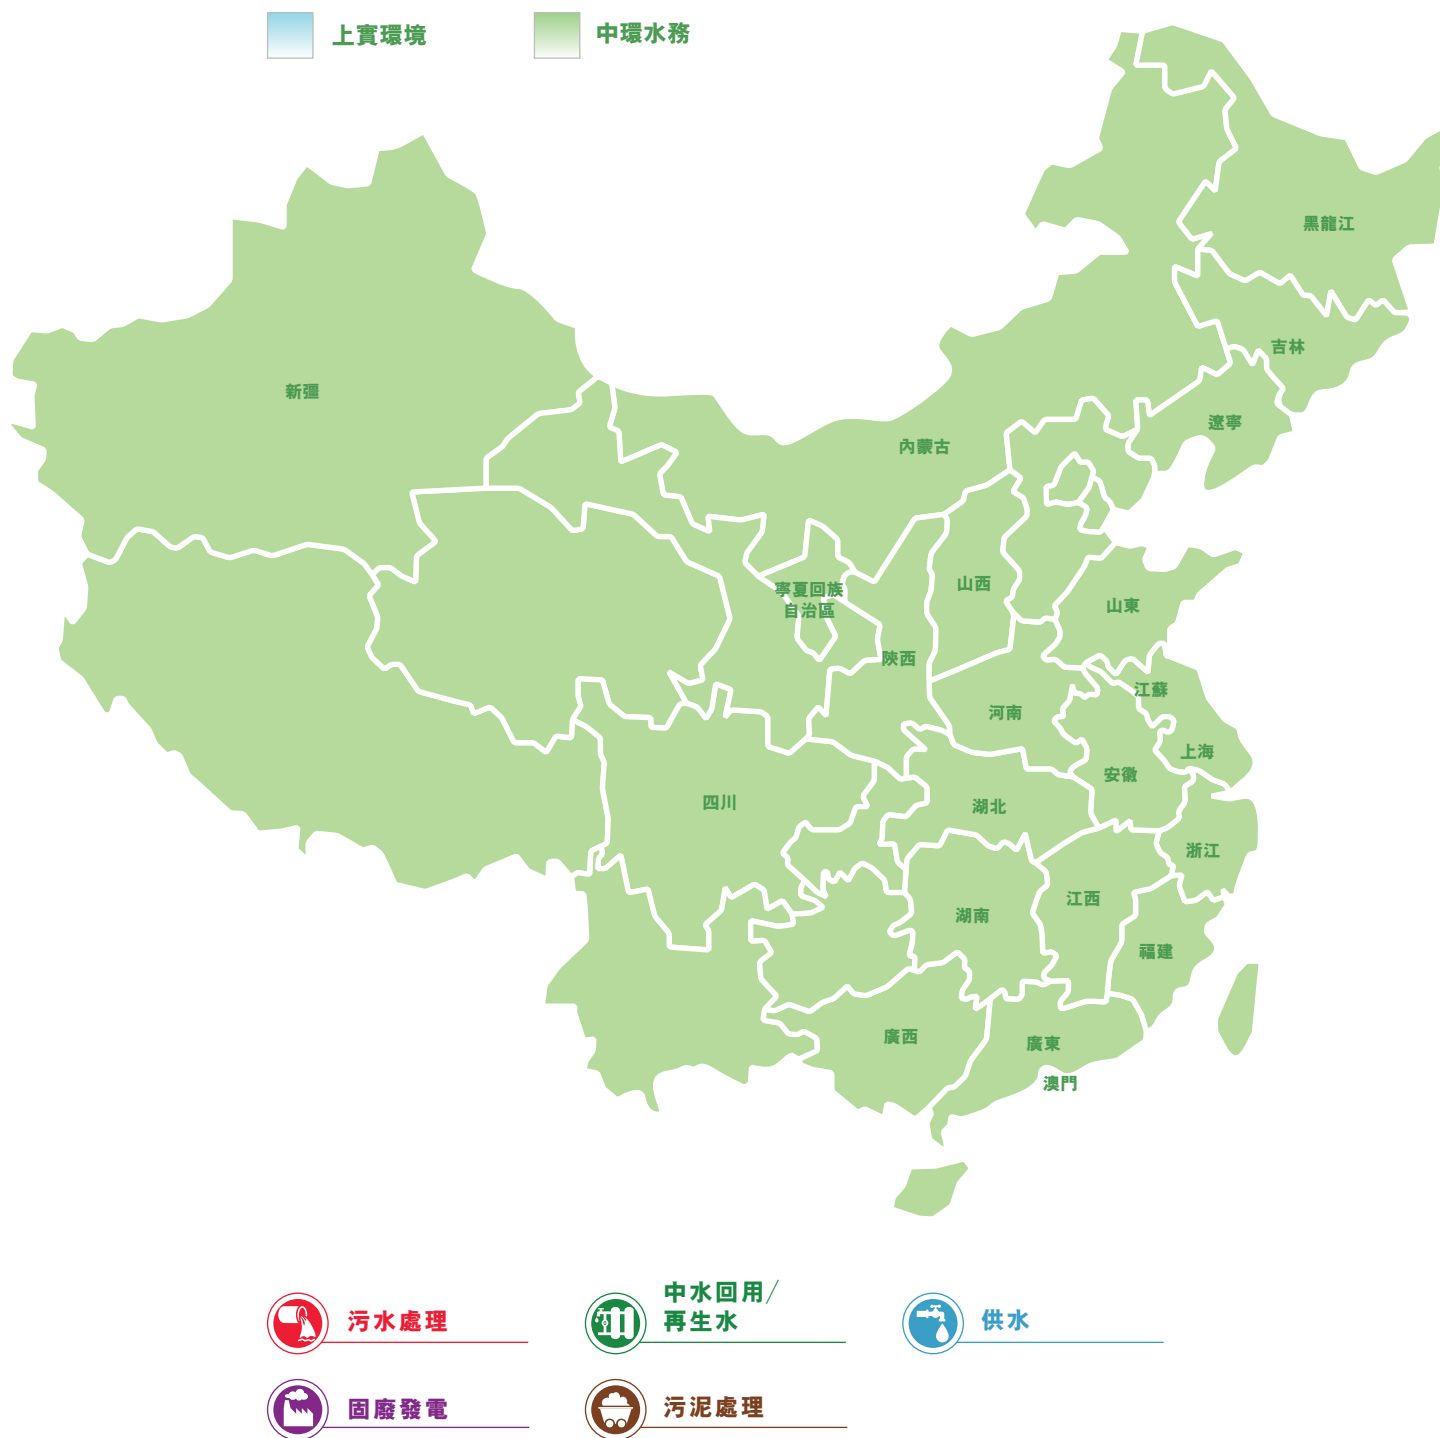 上實環境
中環水務
黑龍江
吉林
新疆
遼寧
內蒙古
山西
寧夏回族
自治區
山東
陝西
江蘇
河南
上海
安徽
四川
湖北
浙江
江西
湖南
福建
廣西
廣東
澳門
污水處理
中水回用/
再生水
供水
固廢發電
污泥處理